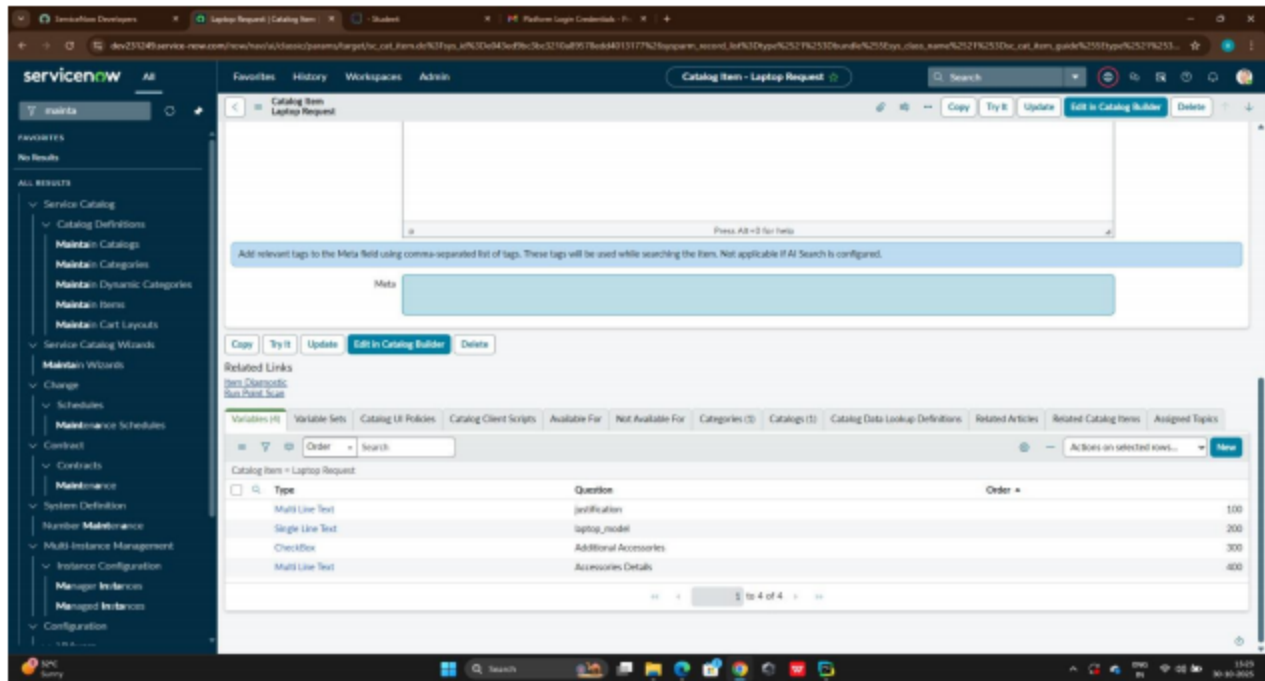 ServiceNow Developers
Laptop Request | Catalog Item
- Student
Platform Login Credentials
servicenow All Favorites History Workspaces Admin Catalog Item - Laptop Request Search
mainta
Catalog Item
Laptop Request
Copy Try It Update Edit in Catalog Builder Delete
FAVORITES
No Results
ALL RESULTS
Service Catalog
Catalog Definitions
Maintain Catalogs
Maintain Categories
Maintain Dynamic Categories
Maintain Items
Maintain Cart Layouts
Service Catalog Wizards
Maintain Wizards
Change
Schedules
Maintenance Schedules
Contract
Contracts
Maintenance
System Definition
Number Maintenance
Multi-Instance Management
Instance Configuration
Manager Instances
Managed Instances
Configuration
Press Alt+0 for help
Add relevant tags to the Meta field using comma-separated list of tags. These tags will be used while searching the item. Not applicable if AI Search is configured.
Meta
Copy Try It Update Edit in Catalog Builder Delete
Related Links
Item Diagnostic
Run Point Scan
Variables (4) Variable Sets Catalog UI Policies Catalog Client Scripts Available For Not Available For Categories (1) Catalogs (1) Catalog Data Lookup Definitions Related Articles Related Catalog Items Assigned Topics
Order Search Actions on selected rows... New
Catalog Item = Laptop Request
Type Question Order
Multi Line Text justification 100
Single Line Text laptop_model 200
CheckBox Additional Accessories 300
Multi Line Text Accessories Details 400
1 to 4 of 4
Sunny
Search
ENG
IN
30-10-2025